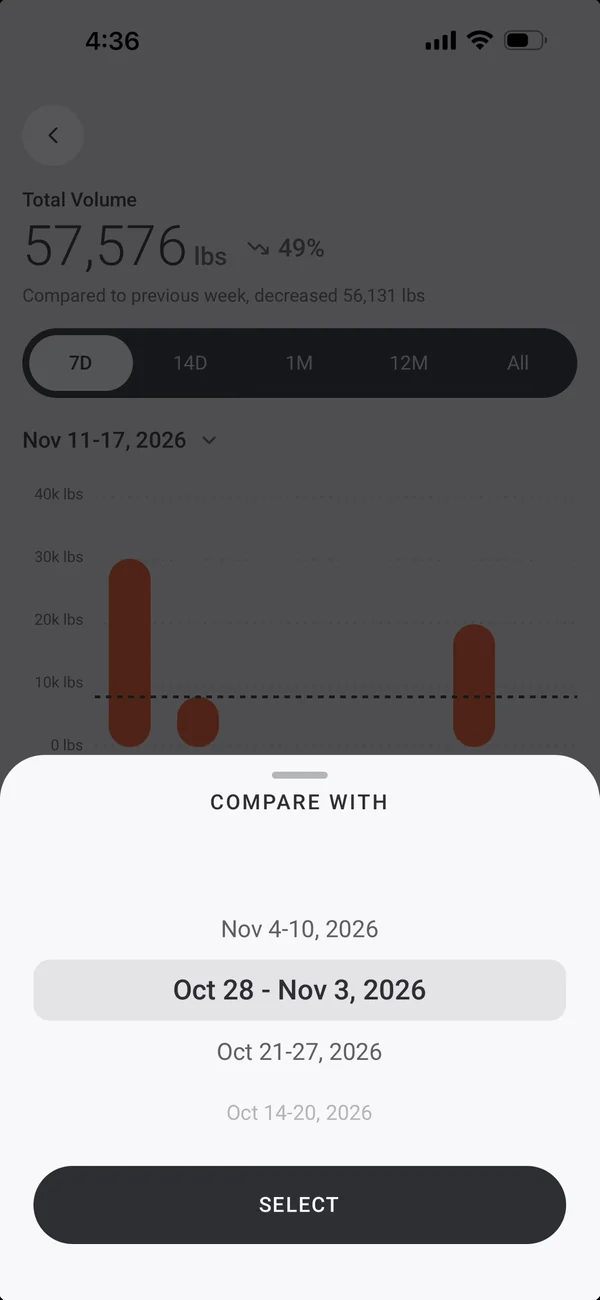 4:36
Total Volume
57,576 lbs 49%
Compared to previous week, decreased 56,131 lbs
7D 14D 1M 12M All
Nov 11-17, 2026
40k lbs
30k lbs
20k lbs
10k lbs
0 lbs
COMPARE WITH
Nov 4-10, 2026
Oct 28 - Nov 3, 2026
Oct 21-27, 2026
Oct 14-20, 2026
SELECT